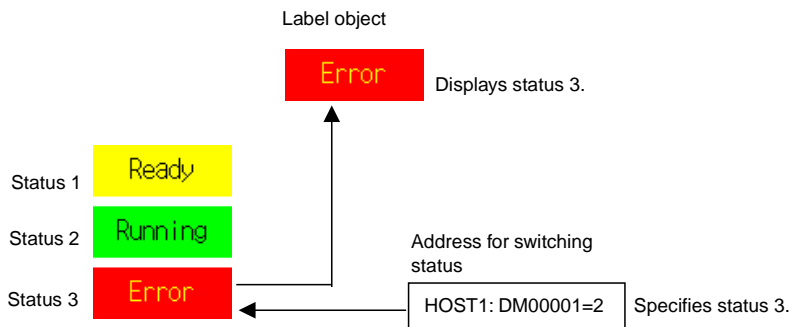 Label object
Error
Displays status 3.
Status 1
Ready
Status 2
Running
Status 3
Error
Address for switching
status
HOST1: DM00001=2
Specifies status 3.